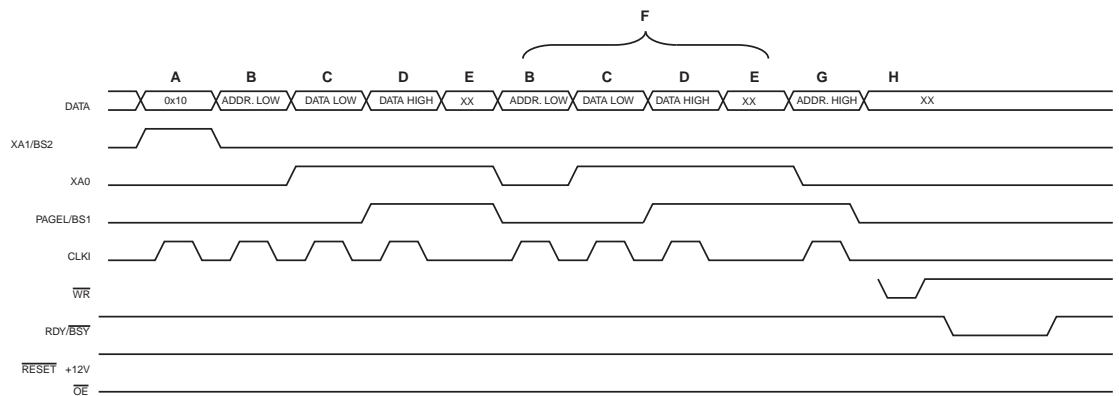 F
A B C D E B C D E G H
DATA 0x10 ADDR. LOW DATA LOW DATA HIGH XX ADDR. LOW DATA LOW DATA HIGH XX ADDR. HIGH XX
XA1/BS2
XA0
PAGEL/BS1
CLKI
WR
RDY/BSY
RESET +12V
OE